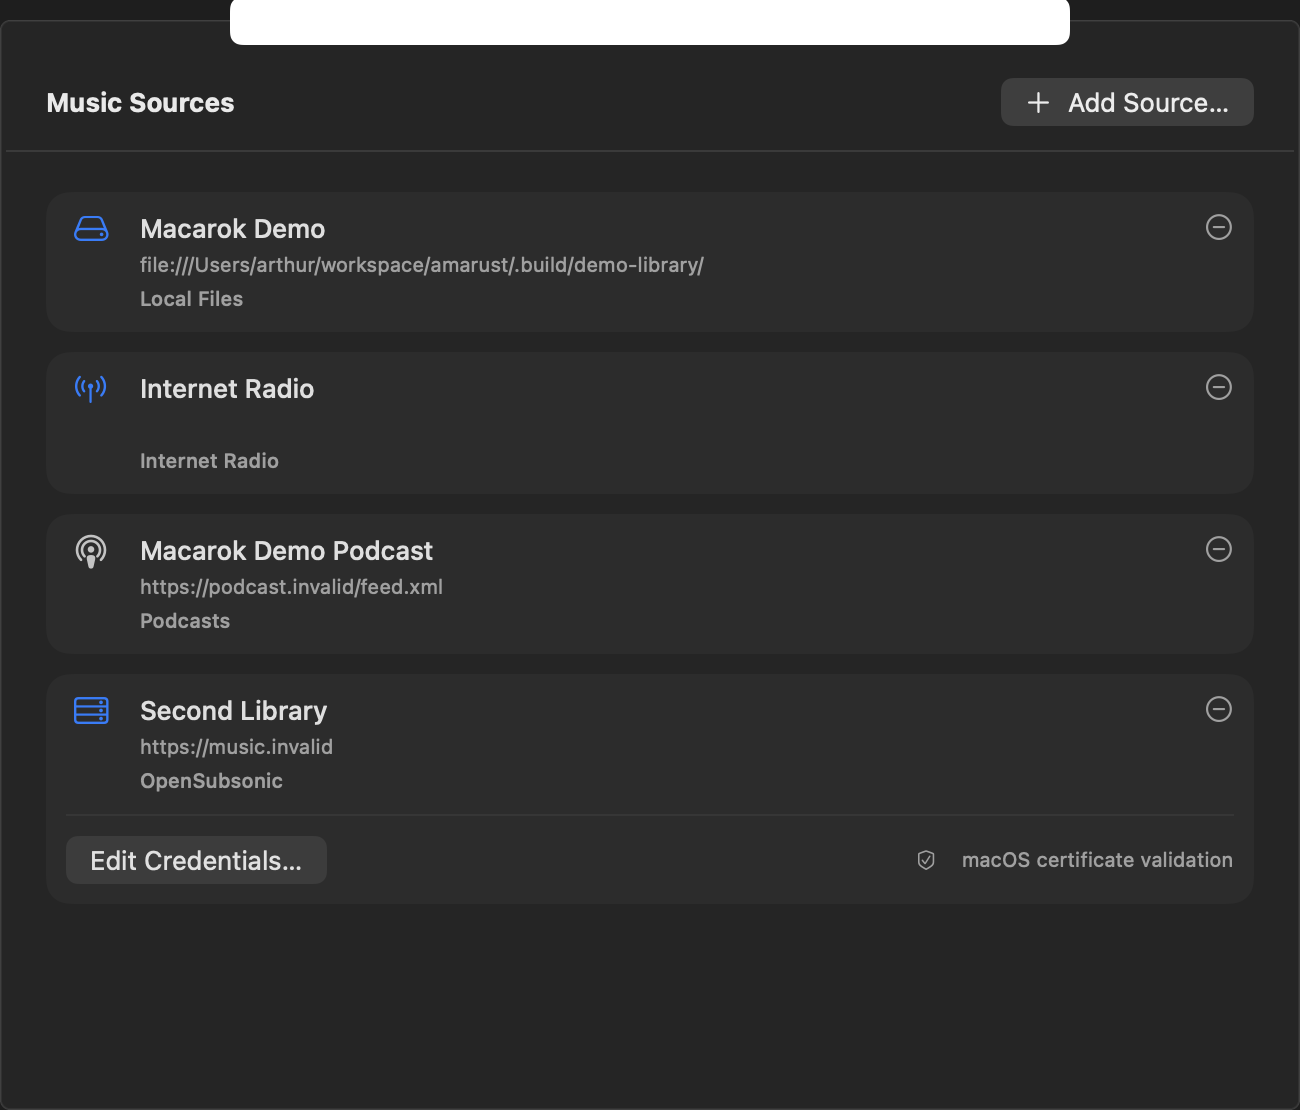 Music Sources
Add Source...
Macarok Demo
file:///Users/arthur/workspace/amarust/.build/demo-library/
Local Files
Internet Radio
Internet Radio
Macarok Demo Podcast
https://podcast.invalid/feed.xml
Podcasts
Second Library
https://music.invalid
OpenSubsonic
Edit Credentials...
macOS certificate validation